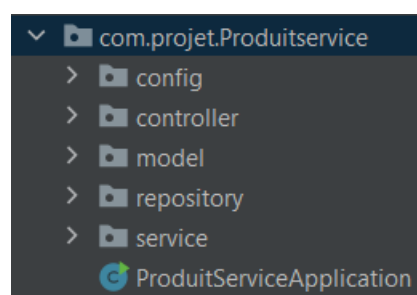 com.projet.Produitservice
config
controller
model
repository
service
ProduitServiceApplication